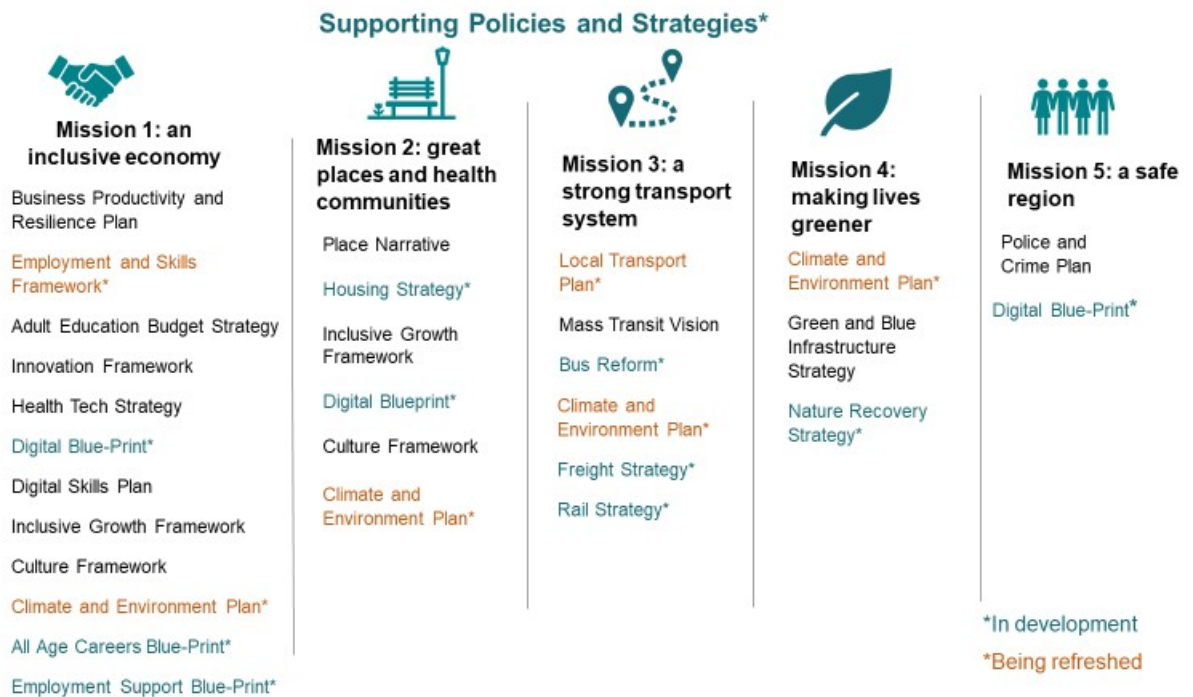 Supporting Policies and Strategies*
Mission 1: an
inclusive economy
Business Productivity and
Resilience Plan
Employment and Skills
Framework*
Adult Education Budget Strategy
Innovation Framework
Health Tech Strategy
Digital Blue-Print*
Digital Skills Plan
Inclusive Growth Framework
Culture Framework
Climate and Environment Plan*
All Age Careers Blue-Print*
Employment Support Blue-Print*
Mission 2: great
places and health
communities
Place Narrative
Housing Strategy*
Inclusive Growth
Framework
Digital Blueprint*
Culture Framework
Climate and
Environment Plan*
Mission 3: a
strong transport
system
Local Transport
Plan*
Mass Transit Vision
Bus Reform*
Climate and
Environment Plan*
Freight Strategy*
Rail Strategy*
Mission 4:
making lives
greener
Climate and
Environment Plan*
Green and Blue
Infrastructure
Strategy
Nature Recovery
Strategy*
Mission 5: a safe
region
Police and
Crime Plan
Digital Blue-Print*
*In development
*Being refreshed